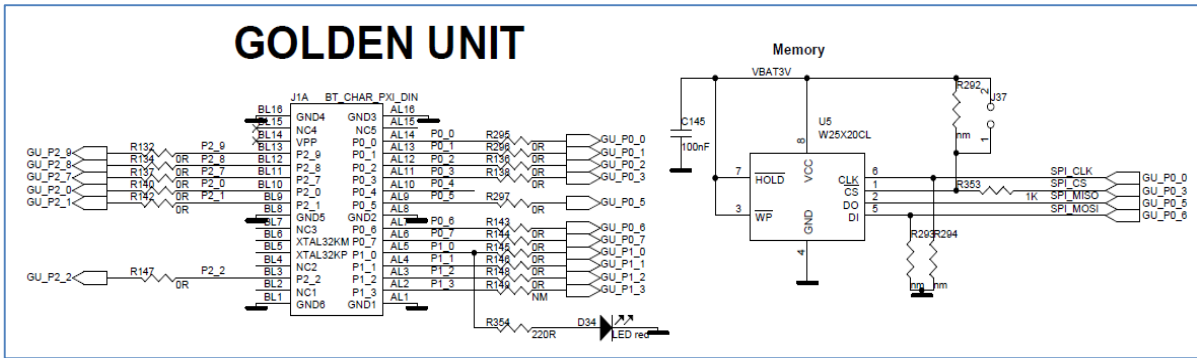 GOLDEN UNIT
Memory
VBAT3V
J1A BT_CHAR_PXI_DIN
BL16 GND4 GND3 AL16
BL15 NC4 NC5 AL15
BL14 VPP P0_0 AL14 P0_0 R295 0R GU_P0_0
GU_P2_9 R132 0R P2_9 BL13 P2_9 P0_1 AL13 P0_1 R296 0R GU_P0_1
GU_P2_8 R134 0R P2_8 BL12 P2_8 P0_2 AL12 P0_2 R136 0R GU_P0_2
GU_P2_7 R137 0R P2_7 BL11 P2_7 P0_3 AL11 P0_3 R138 0R GU_P0_3
GU_P2_0 R140 0R P2_0 BL10 P2_0 P0_4 AL10 P0_4
GU_P2_1 R142 0R P2_1 BL9 P2_1 P0_5 AL9 P0_5 R297 0R GU_P0_5
BL8 GND5 GND2 AL8
BL7 NC3 P0_6 AL7 P0_6 R143 0R GU_P0_6
BL6 XTAL32KM P0_7 AL6 P0_7 R144 0R GU_P0_7
BL5 XTAL32KP P1_0 AL5 P1_0 R145 0R GU_P1_0
BL4 NC2 P1_1 AL4 P1_1 R146 0R GU_P1_1
GU_P2_2 R147 0R P2_2 BL3 P2_2 P1_2 AL3 P1_2 R148 0R GU_P1_2
BL2 NC1 P1_3 AL2 P1_3 R149 NM GU_P1_3
BL1 GND6 GND1 AL1
R354 220R D34 LED red
C145
100nF
U5
W25X20CL
R292 nm
J37
2
1
8 VCC
7 HOLD
3 WP
GND 4
CLK 6 SPI_CLK GU_P0_0
CS 1 SPI_CS GU_P0_3
DO 2 R353 1K SPI_MISO GU_P0_5
DI 5 SPI_MOSI GU_P0_6
R293 R294
nm nm